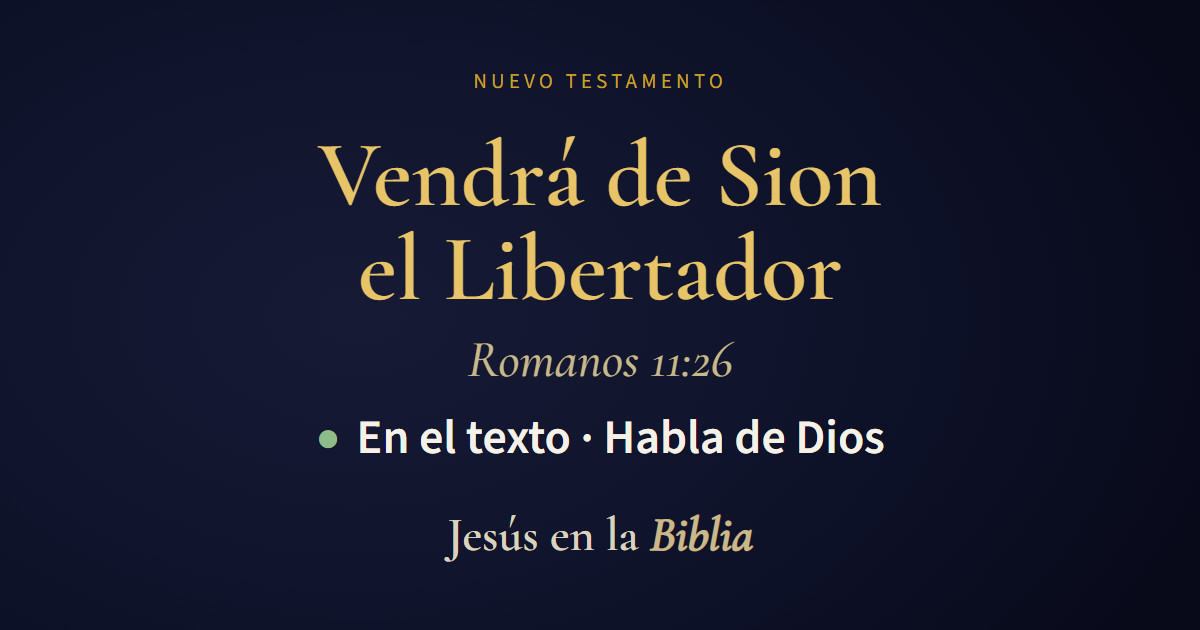 NUEVO TESTAMENTO
Vendrá de Sion
el Libertador
Romanos 11:26
En el texto · Habla de Dios
Jesús en la Biblia